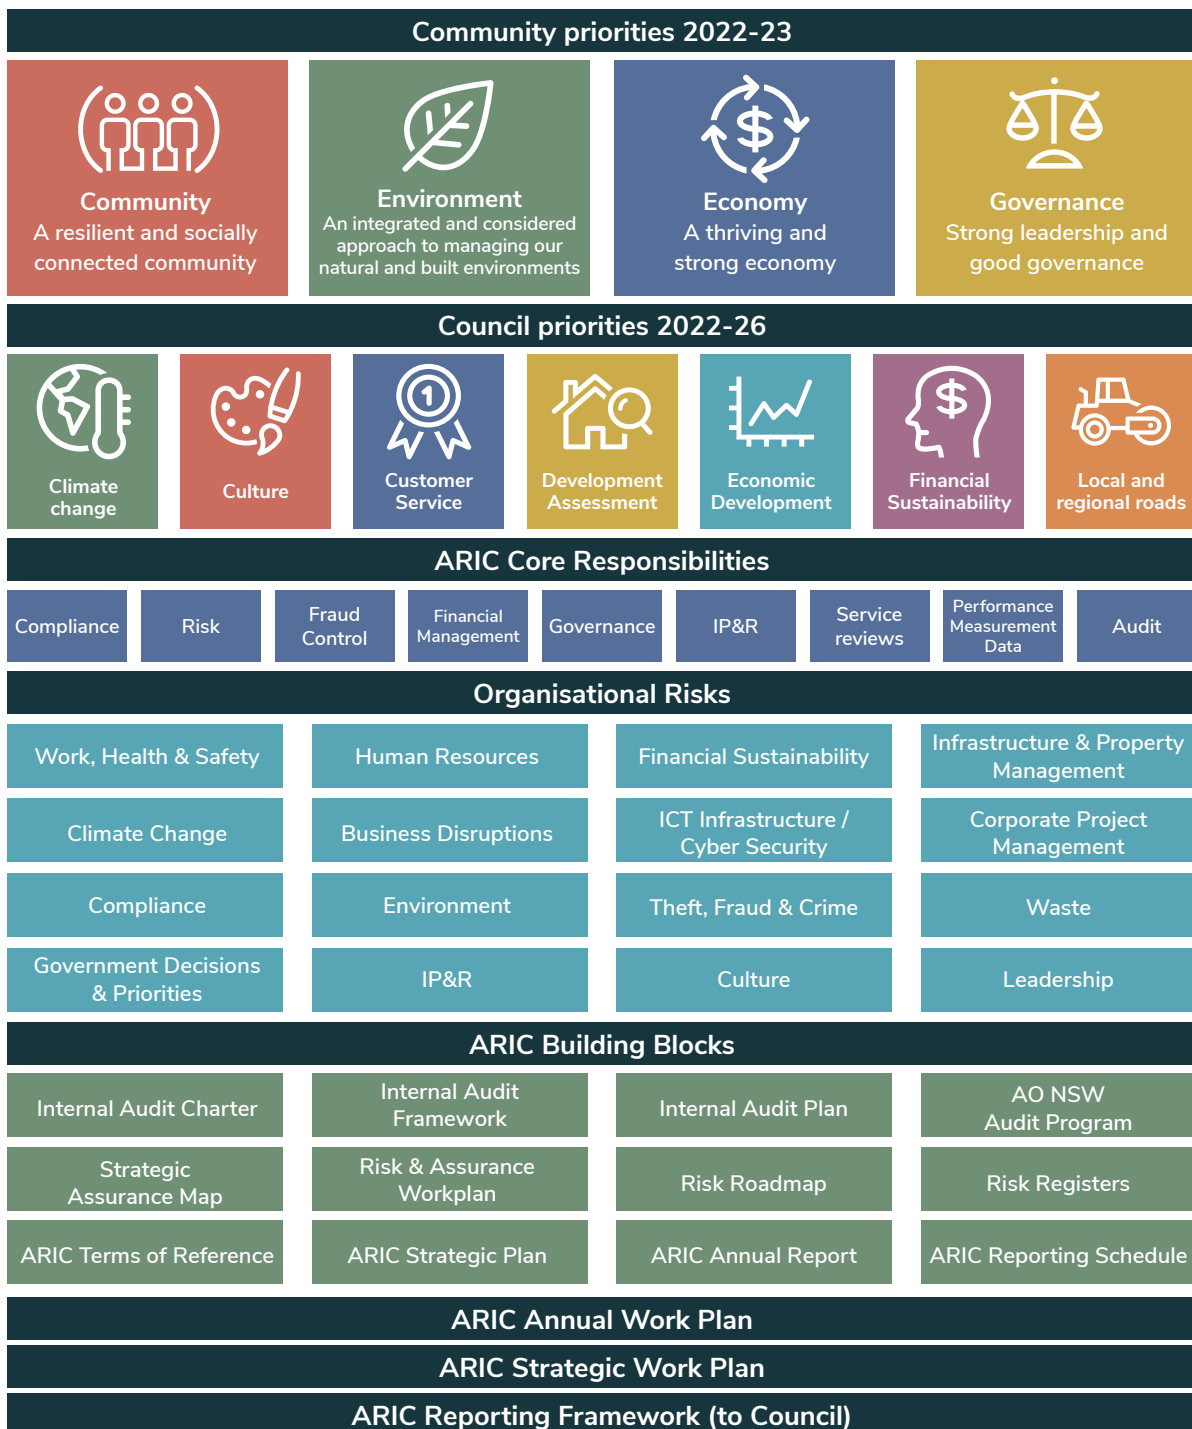 Community priorities 2022-23
Community
A resilient and socially
connected community
Environment
An integrated and considered
approach to managing our
natural and built environments
Economy
A thriving and
strong economy
Governance
Strong leadership and
good governance
Council priorities 2022-26
Climate
change
Culture
1
Customer
Service
Development
Assessment
Economic
Development
$
Financial
Sustainability
Local and
regional roads
ARIC Core Responsibilities
Compliance
Risk
Fraud
Control
Financial
Management
Governance
IP&R
Service
reviews
Performance
Measurement
Data
Audit
Organisational Risks
Work, Health & Safety
Human Resources
Financial Sustainability
Infrastructure & Property
Management
Climate Change
Business Disruptions
ICT Infrastructure /
Cyber Security
Corporate Project
Management
Compliance
Environment
Theft, Fraud & Crime
Waste
Government Decisions
& Priorities
IP&R
Culture
Leadership
ARIC Building Blocks
Internal Audit Charter
Internal Audit
Framework
Internal Audit Plan
AO NSW
Audit Program
Strategic
Assurance Map
Risk & Assurance
Workplan
Risk Roadmap
Risk Registers
ARIC Terms of Reference
ARIC Strategic Plan
ARIC Annual Report
ARIC Reporting Schedule
ARIC Annual Work Plan
ARIC Strategic Work Plan
ARIC Reporting Framework (to Council)